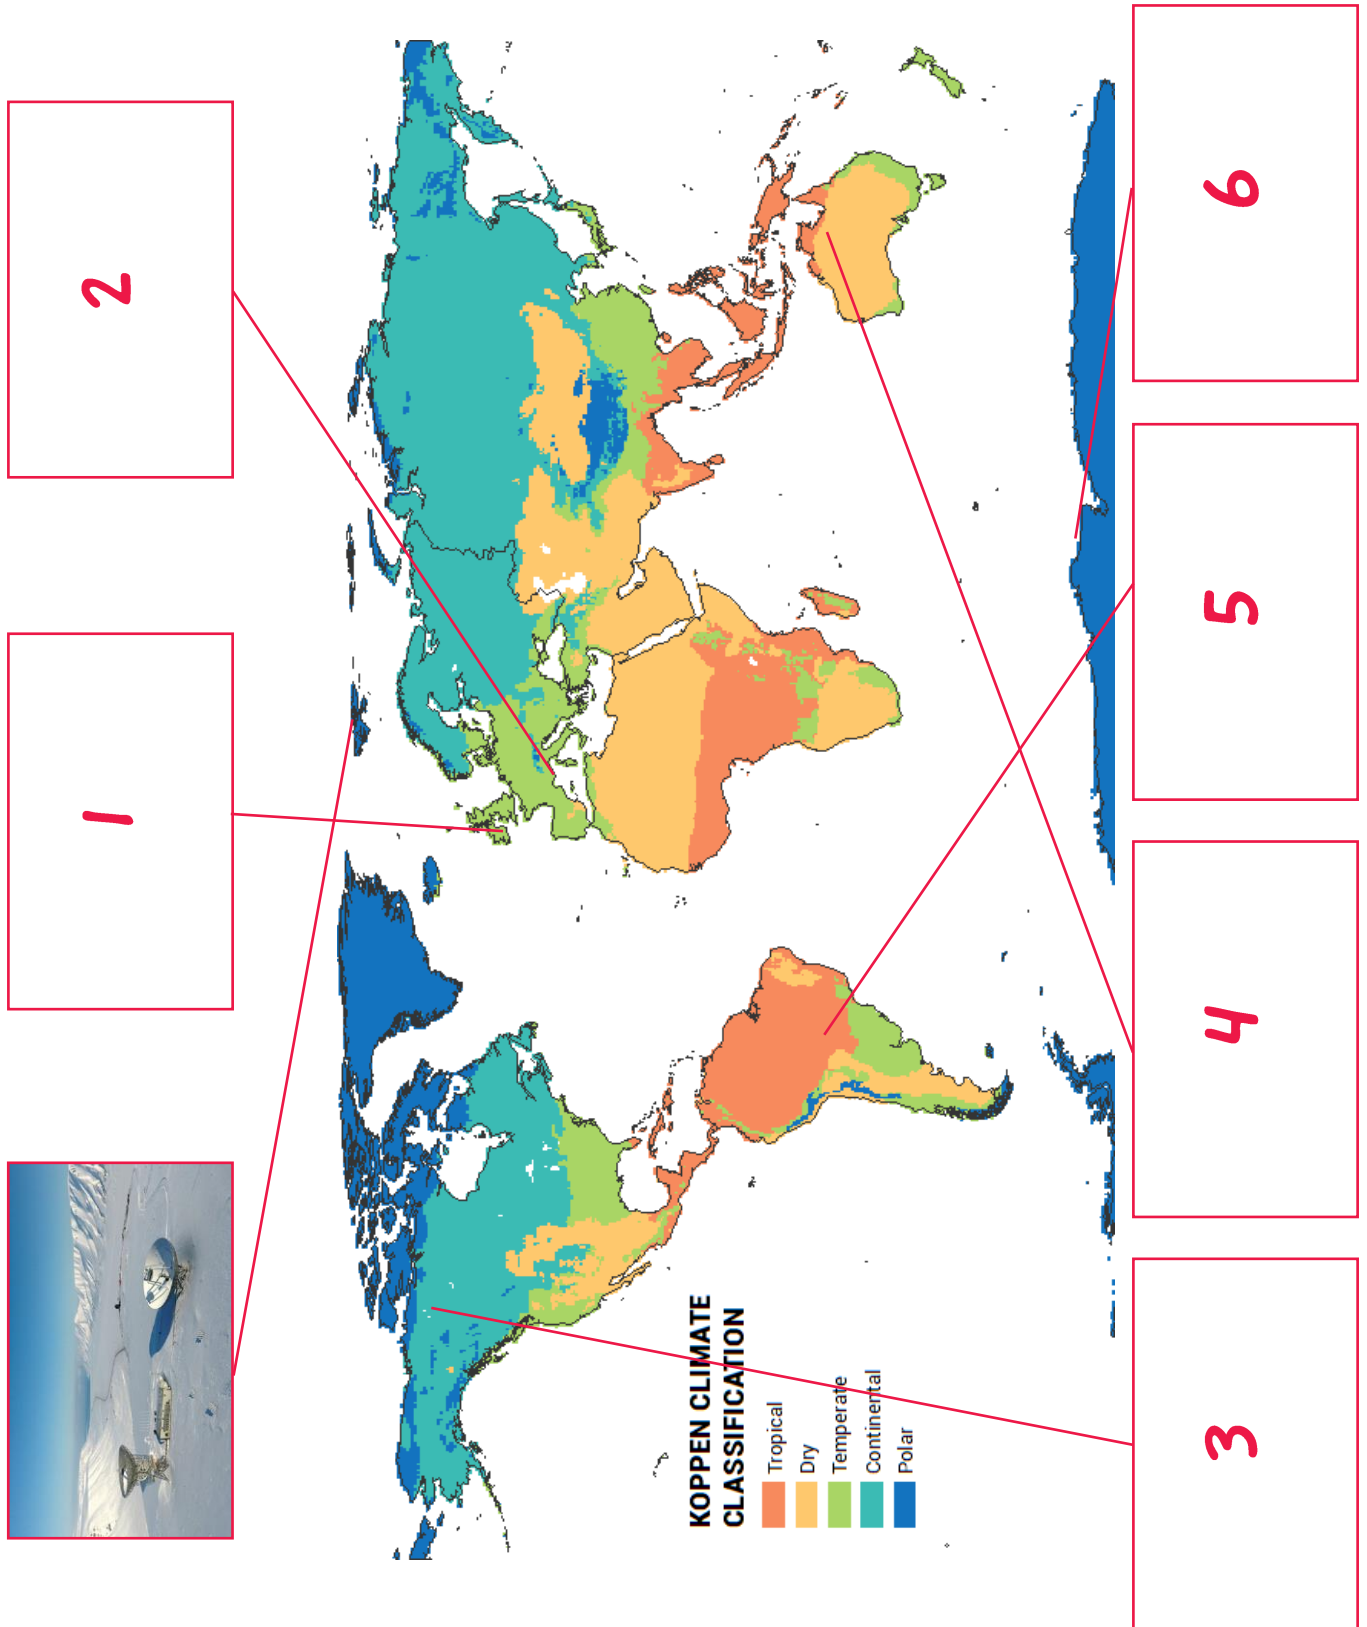 1
2
KOPPEN CLIMATE
CLASSIFICATION
Tropical
Dry
Temperate
Continental
Polar
3
4
5
6